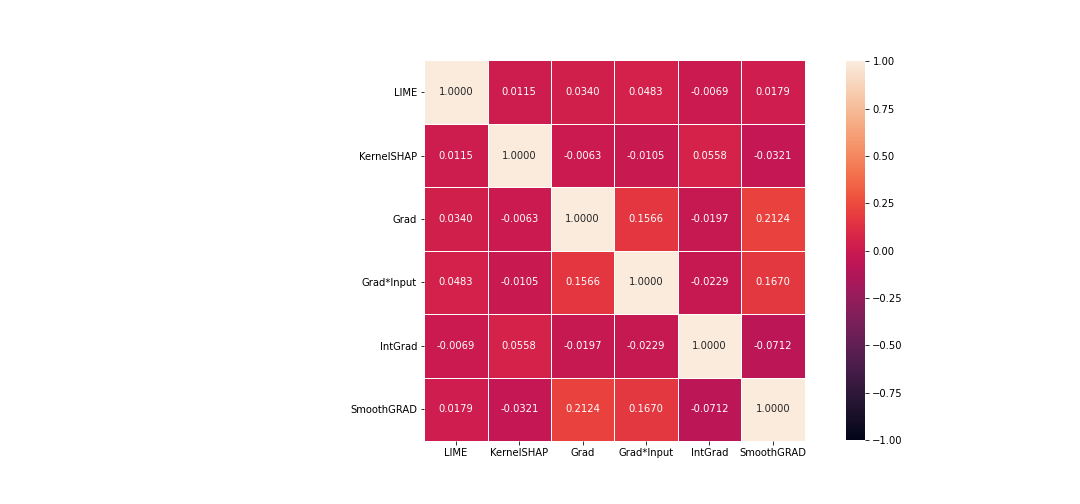 LIME 1.0000 0.0115 0.0340 0.0483 -0.0069 0.0179
KernelSHAP 0.0115 1.0000 -0.0063 -0.0105 0.0558 -0.0321
Grad 0.0340 -0.0063 1.0000 0.1566 -0.0197 0.2124
Grad*Input 0.0483 -0.0105 0.1566 1.0000 -0.0229 0.1670
IntGrad -0.0069 0.0558 -0.0197 -0.0229 1.0000 -0.0712
SmoothGRAD 0.0179 -0.0321 0.2124 0.1670 -0.0712 1.0000
LIME KernelSHAP Grad Grad*Input IntGrad SmoothGRAD
1.00
0.75
0.50
0.25
0.00
−0.25
−0.50
−0.75
−1.00